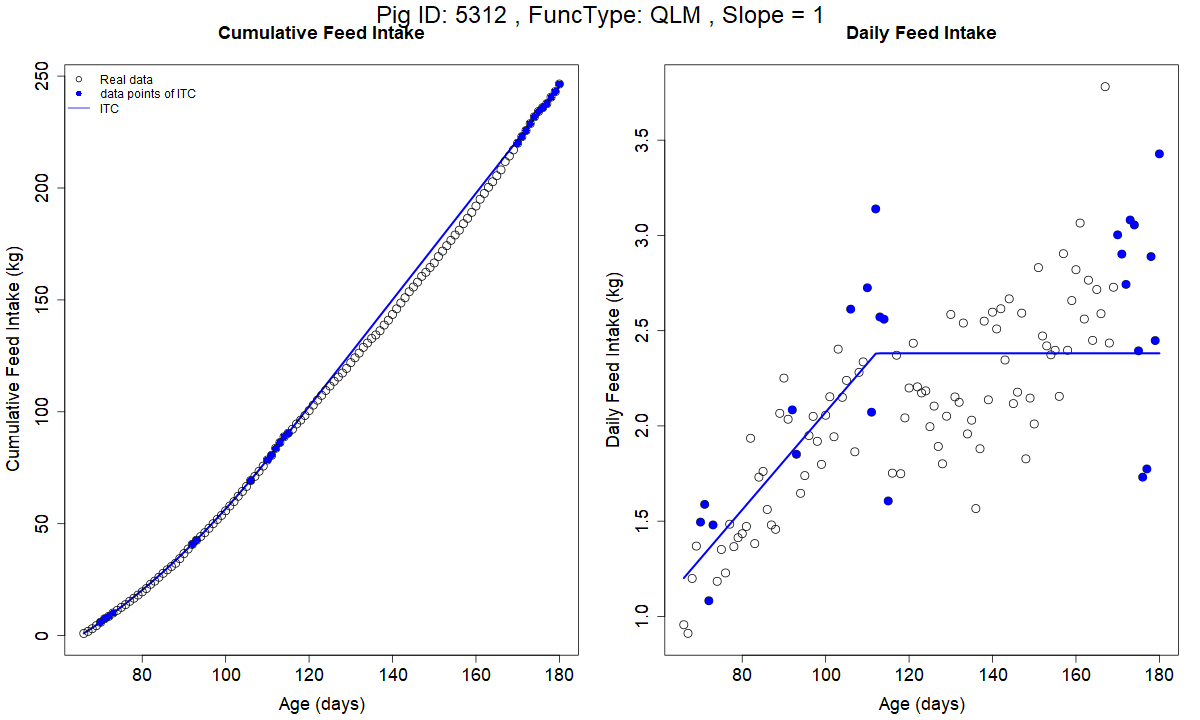 Pig ID: 5312 , FuncType: QLM , Slope = 1
Cumulative Feed Intake
Daily Feed Intake
Real data
data points of ITC
ITC
Cumulative Feed Intake (kg)
0
50
100
150
200
250
80
100
120
140
160
180
Age (days)
Daily Feed Intake (kg)
1.0
1.5
2.0
2.5
3.0
3.5
80
100
120
140
160
180
Age (days)